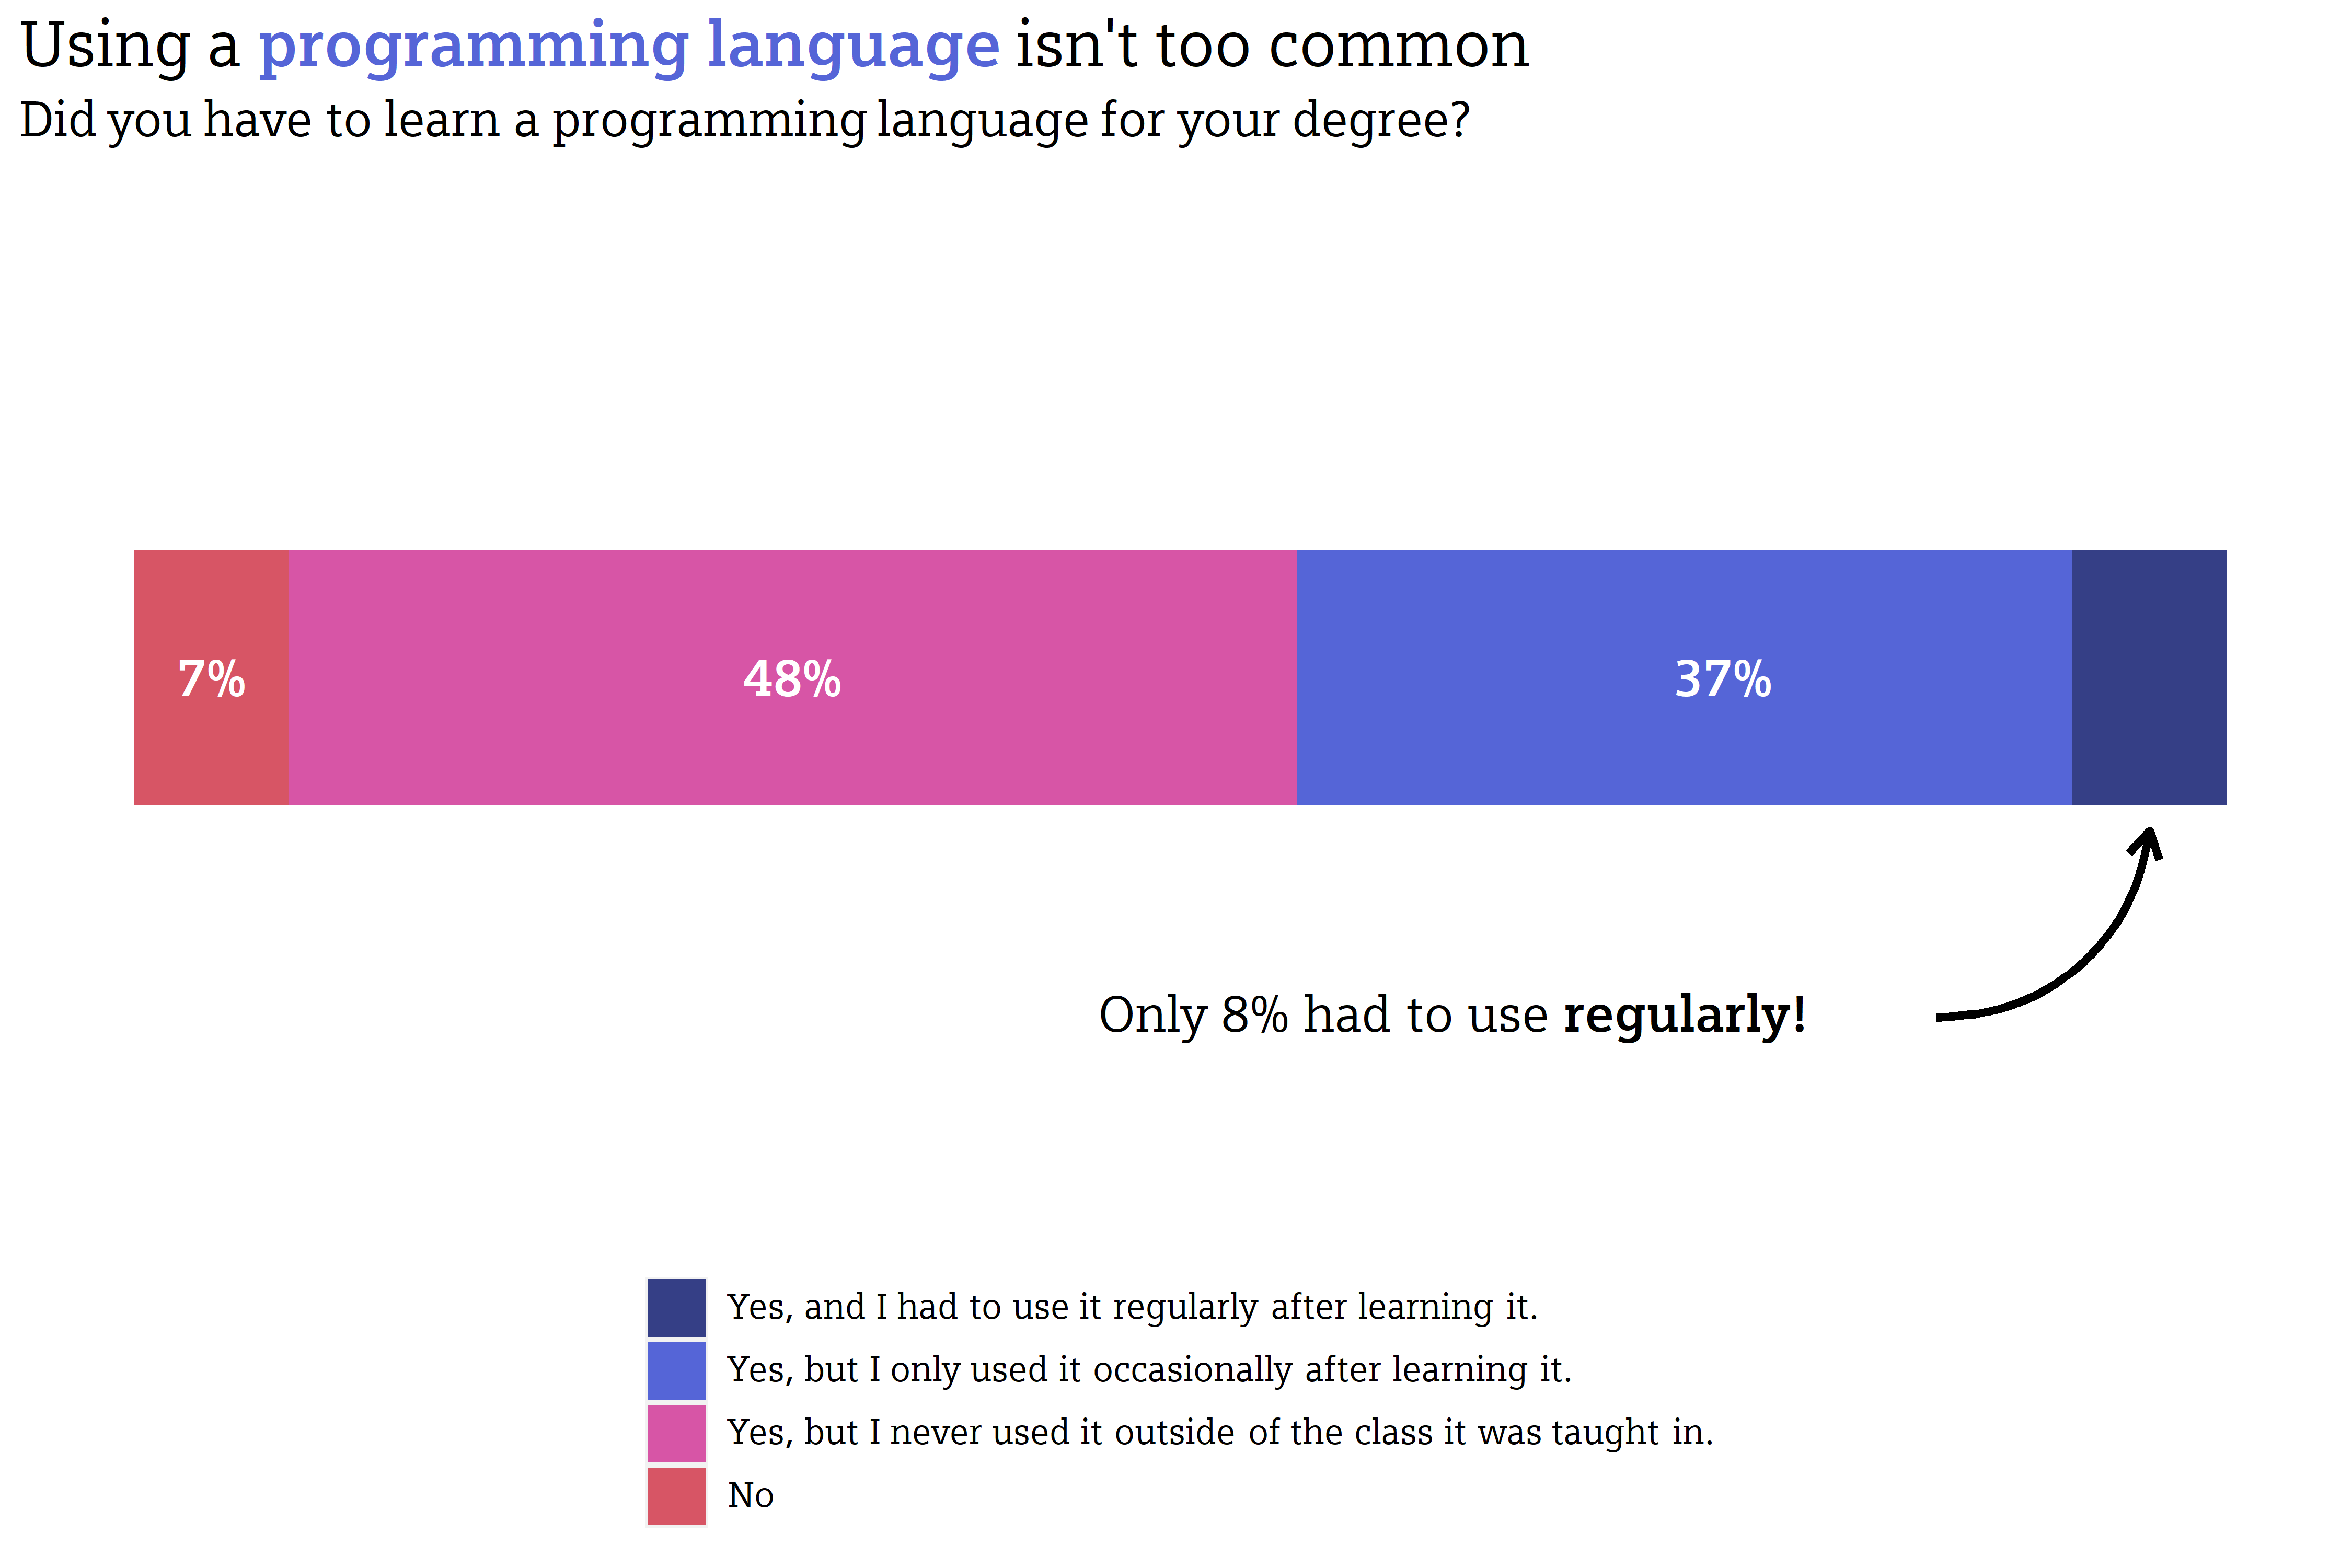 Using a programming language isn't too common
Did you have to learn a programming language for your degree?
7%
48%
37%
Only 8% had to use regularly!
Yes, and I had to use it regularly after learning it.
Yes, but I only used it occasionally after learning it.
Yes, but I never used it outside of the class it was taught in.
No